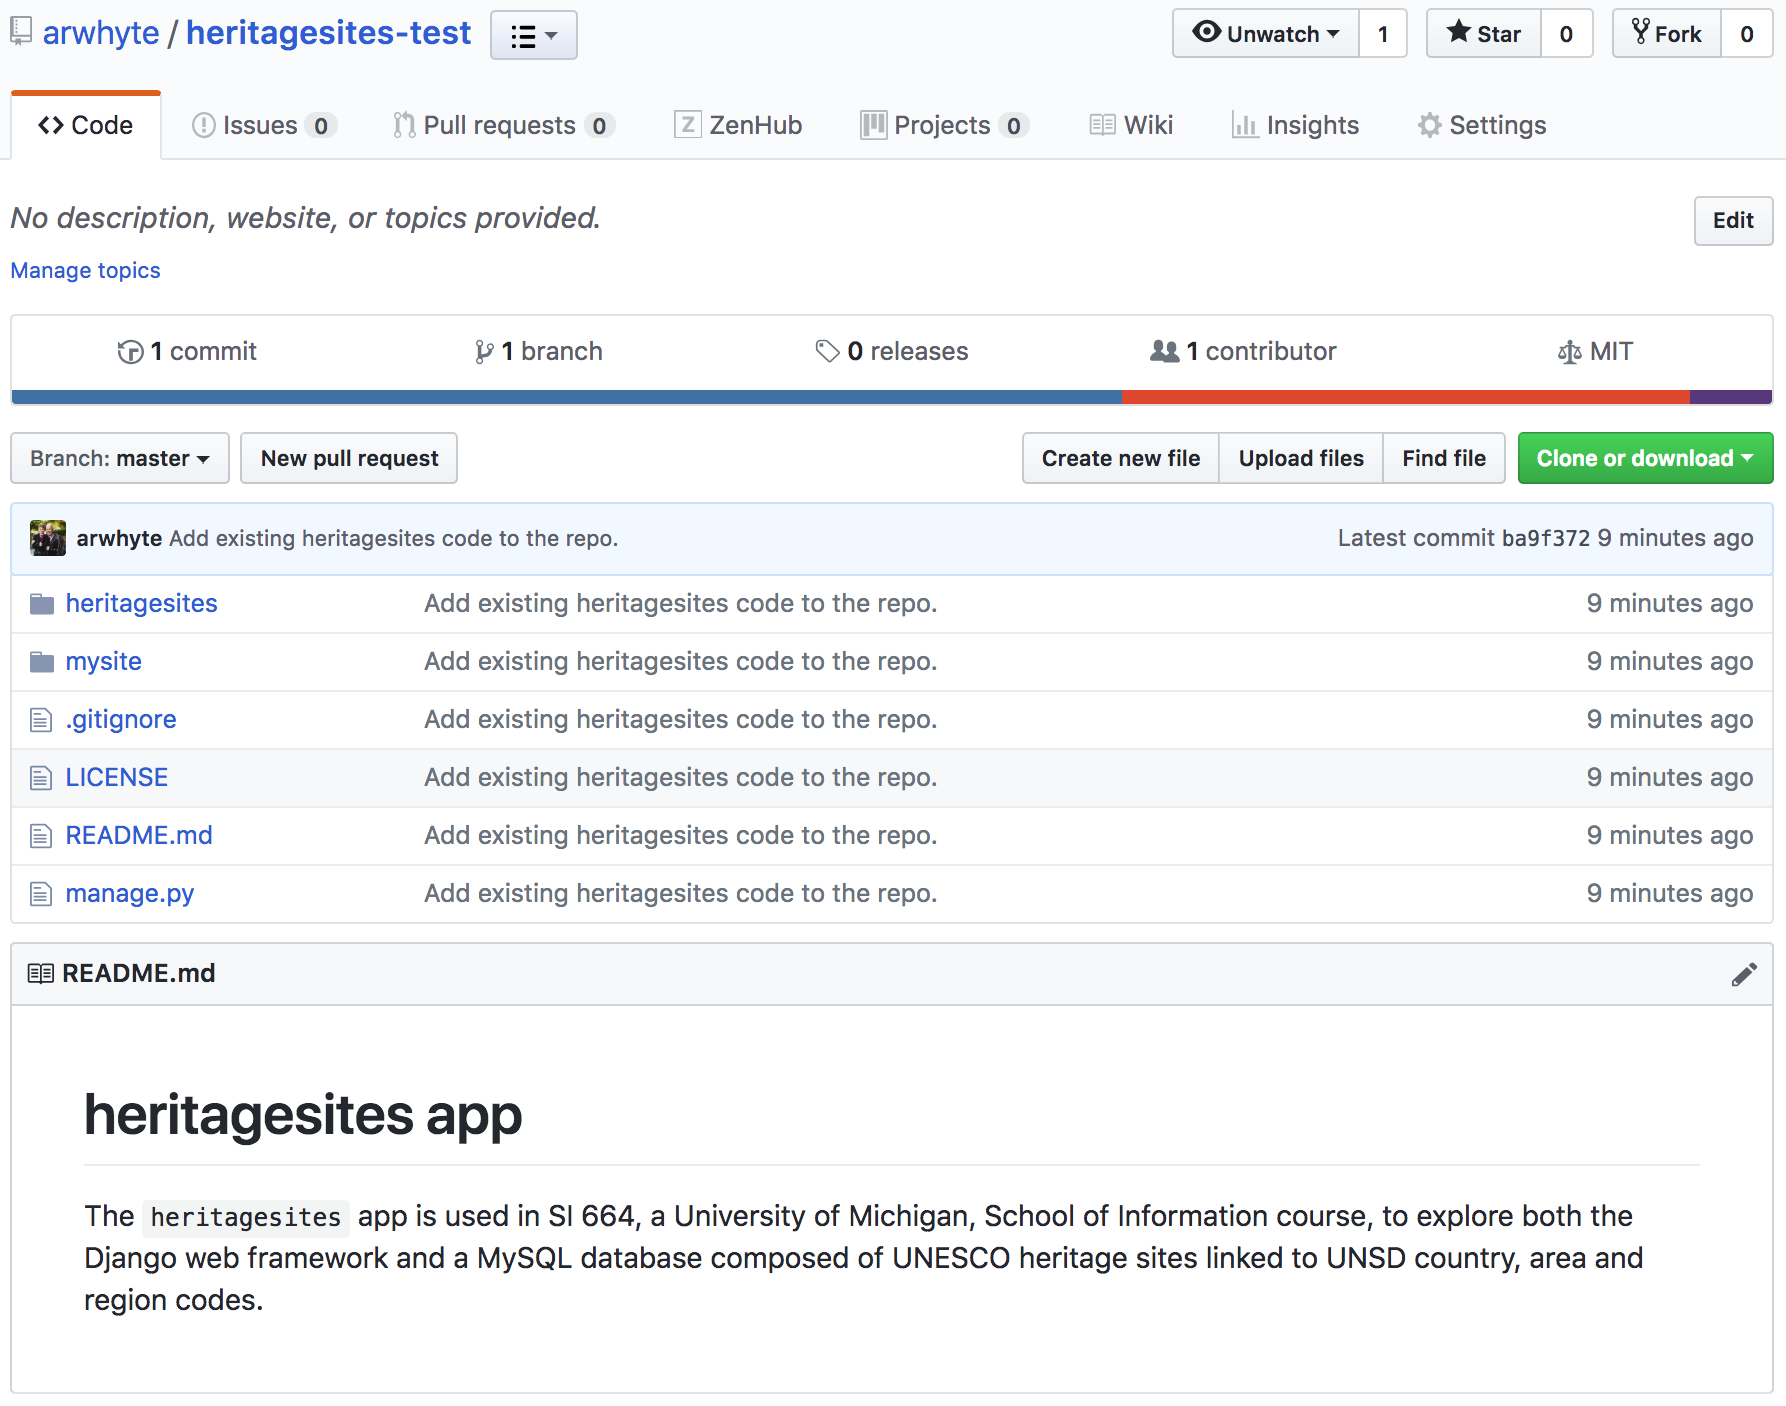 arwhyte / heritagesites-test Unwatch 1 Star 0 Fork 0
Code Issues 0 Pull requests 0 ZenHub Projects 0 Wiki Insights Settings
No description, website, or topics provided. Edit
Manage topics
1 commit 1 branch 0 releases 1 contributor MIT
Branch: master New pull request Create new file Upload files Find file Clone or download
arwhyte Add existing heritagesites code to the repo. Latest commit ba9f372 9 minutes ago
heritagesites Add existing heritagesites code to the repo. 9 minutes ago
mysite Add existing heritagesites code to the repo. 9 minutes ago
.gitignore Add existing heritagesites code to the repo. 9 minutes ago
LICENSE Add existing heritagesites code to the repo. 9 minutes ago
README.md Add existing heritagesites code to the repo. 9 minutes ago
manage.py Add existing heritagesites code to the repo. 9 minutes ago
README.md
heritagesites app
The heritagesites app is used in SI 664, a University of Michigan, School of Information course, to explore both the
Django web framework and a MySQL database composed of UNESCO heritage sites linked to UNSD country, area and
region codes.